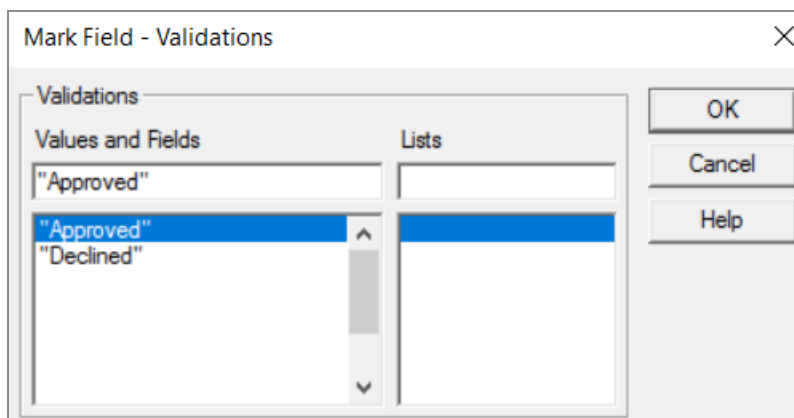 Mark Field - Validations
Validations
Values and Fields
Lists
"Approved"
"Approved"
"Declined"
OK
Cancel
Help